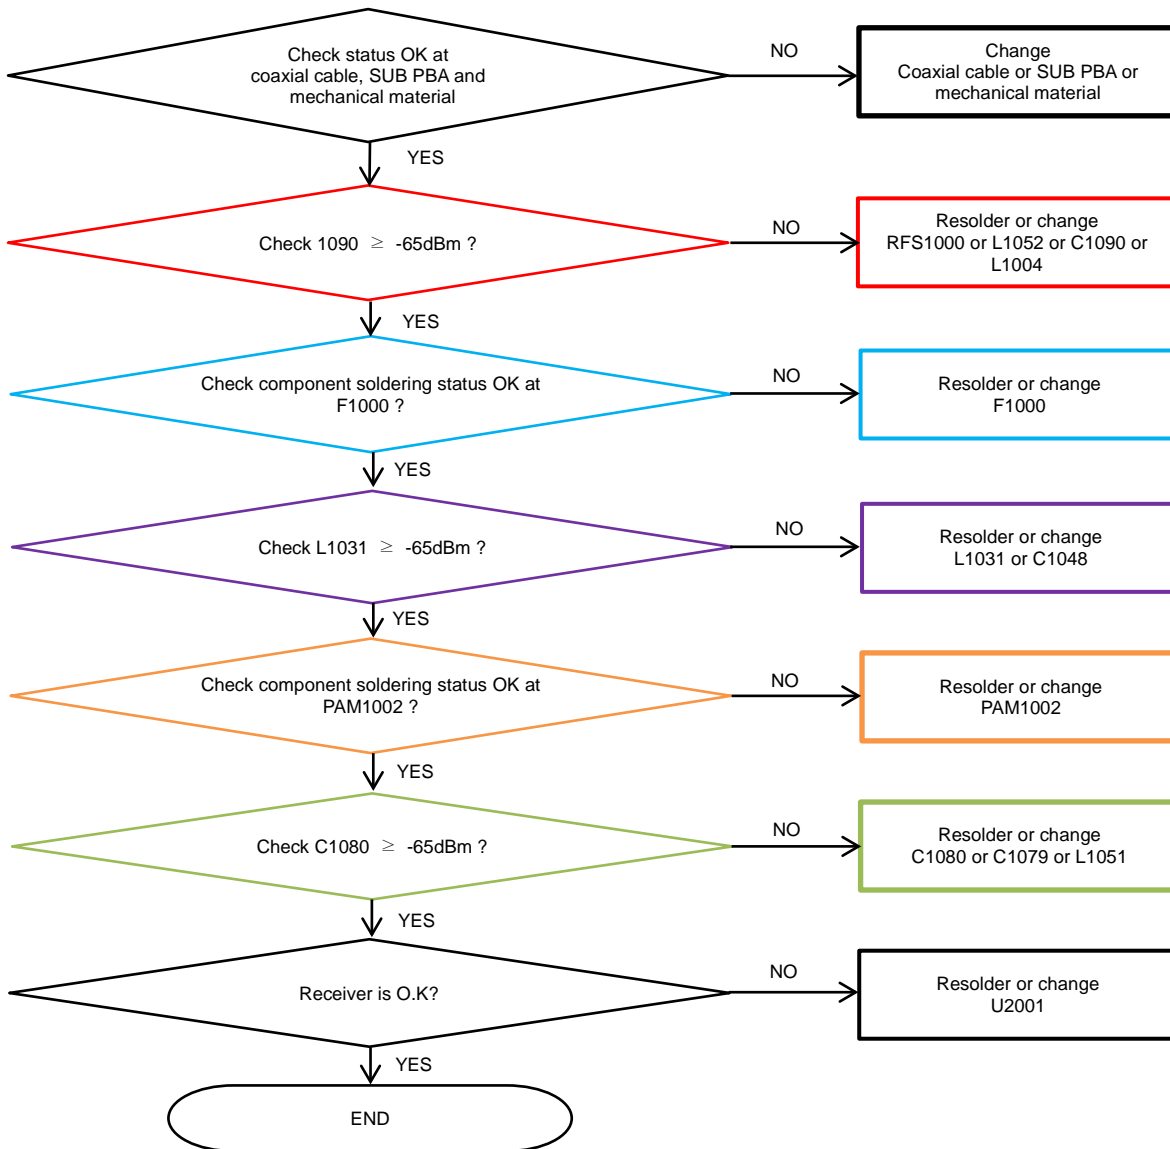 Check status OK at
coaxial cable, SUB PBA and
mechanical material
NO
Change
Coaxial cable or SUB PBA or
mechanical material
YES
Check 1090 ≥ -65dBm ?
NO
Resolder or change
RFS1000 or L1052 or C1090 or
L1004
YES
Check component soldering status OK at
F1000 ?
NO
Resolder or change
F1000
YES
Check L1031 ≥ -65dBm ?
NO
Resolder or change
L1031 or C1048
YES
Check component soldering status OK at
PAM1002 ?
NO
Resolder or change
PAM1002
YES
Check C1080 ≥ -65dBm ?
NO
Resolder or change
C1080 or C1079 or L1051
YES
Receiver is O.K?
NO
Resolder or change
U2001
YES
END